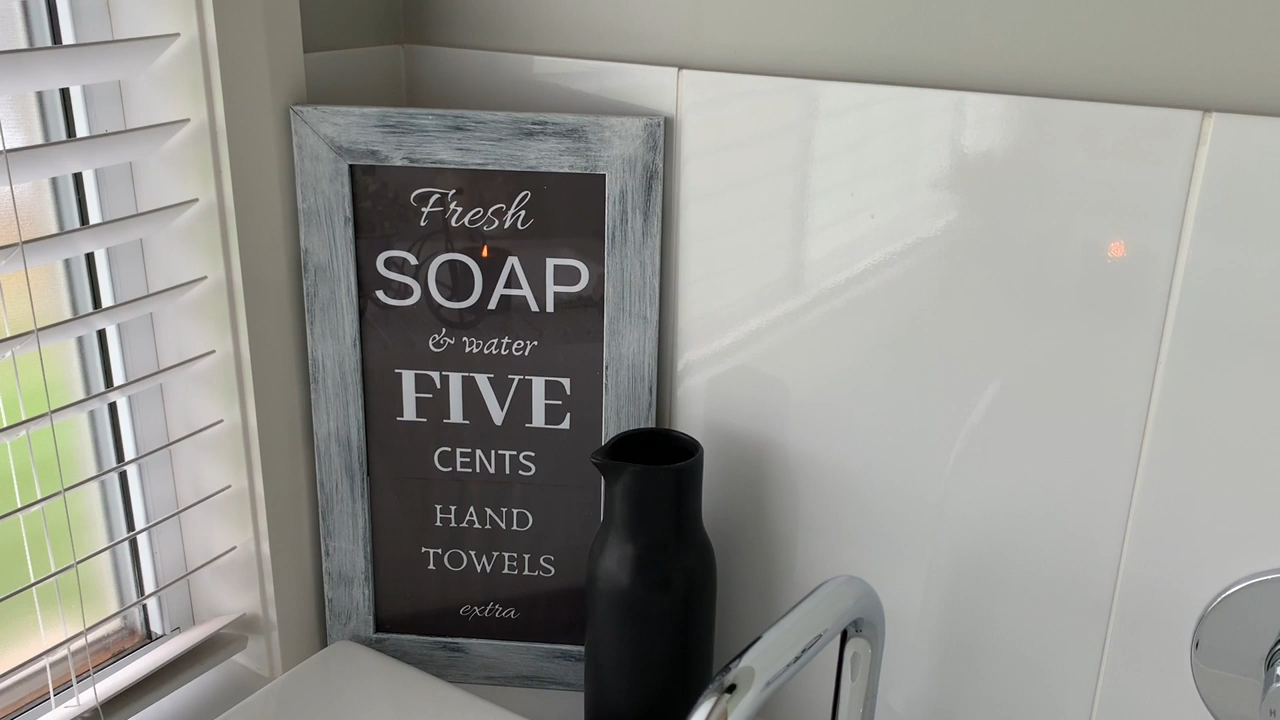 Fresh
SOAP
& water
FIVE
CENTS
HAND
TOWELS
extra
H